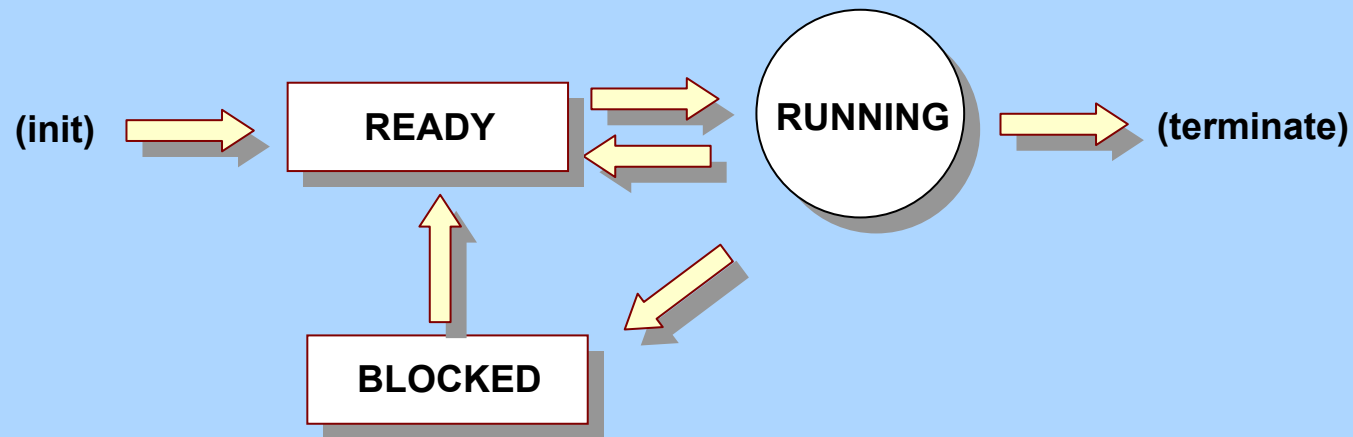 (init)
READY
RUNNING
(terminate)
BLOCKED